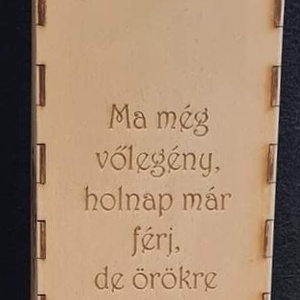 Ma még
vőlegény,
holnap már
férj,
de örökre